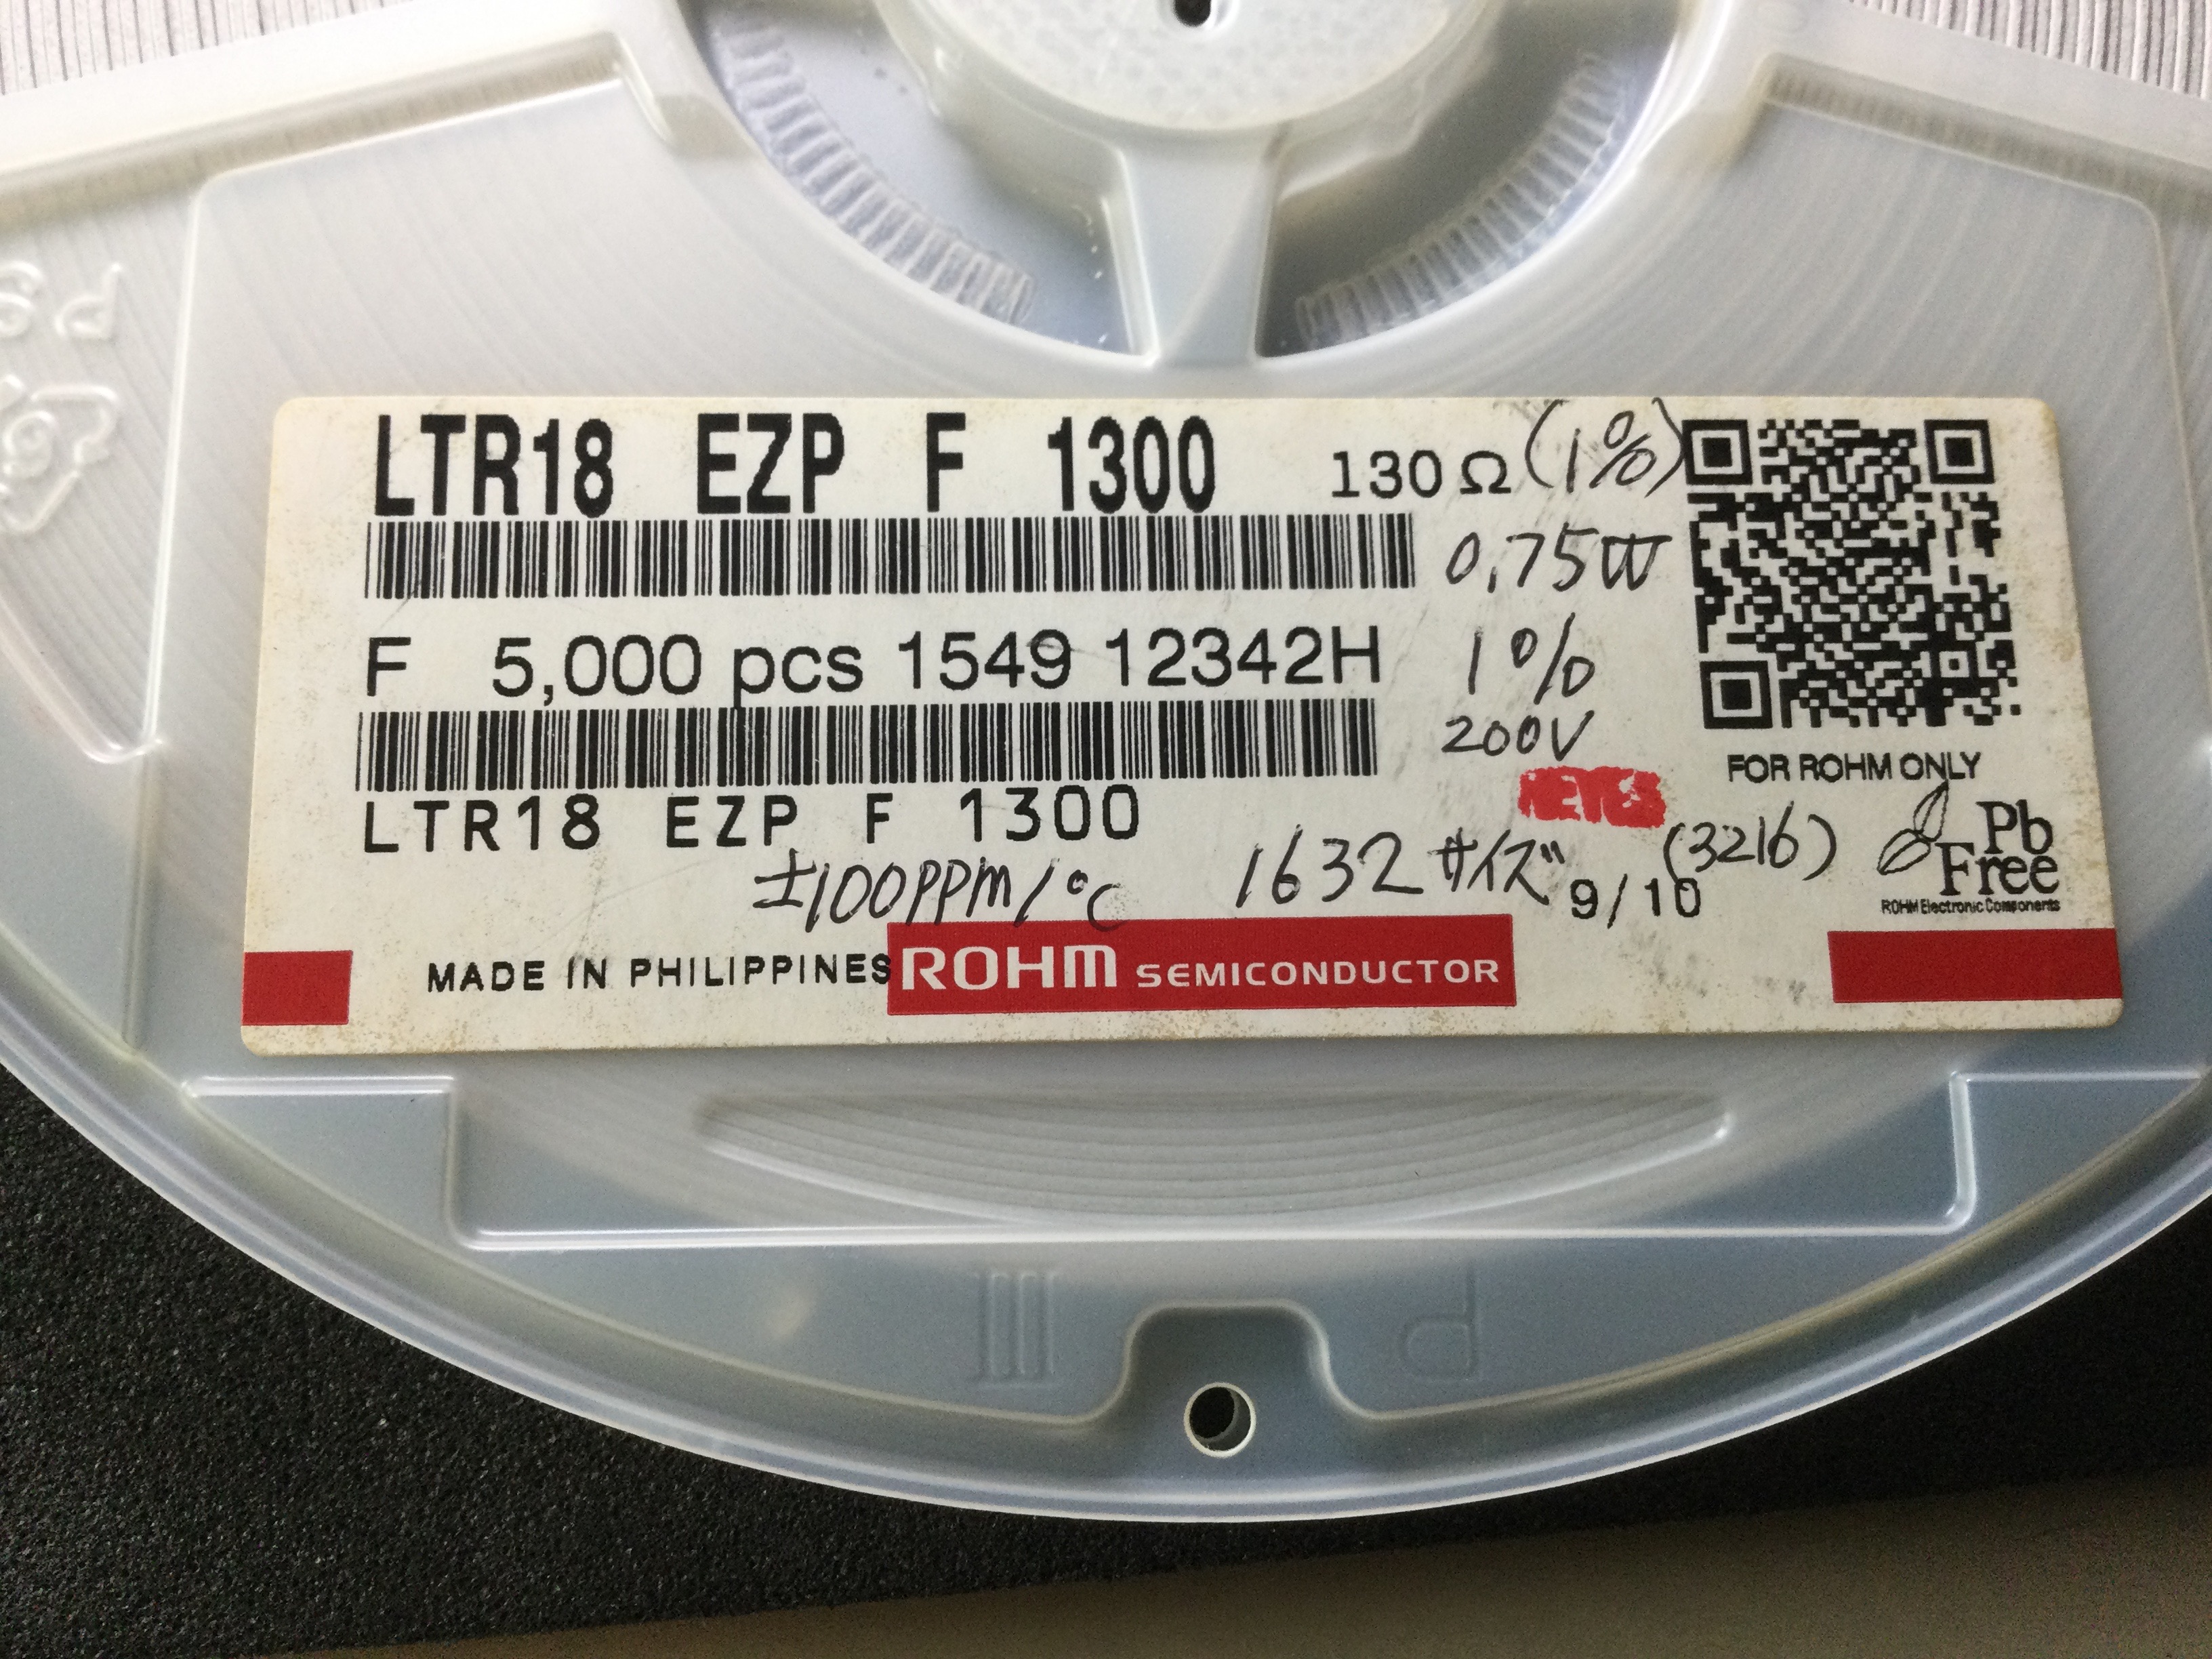 LTR18 EZP F 1300 130Ω (1%)
0.75W
F 5,000 pcs 1549 12342H 1%
200V
FOR ROHM ONLY
LTR18 EZP F 1300
±100PPM/°C 1632サイズ (3216)
9/10
Pb
Free
ROHM Electronic Components
MADE IN PHILIPPINES ROHM SEMICONDUCTOR
PS
P